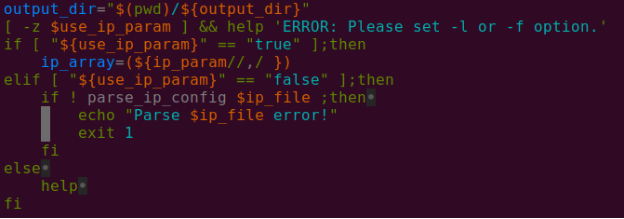 output_dir="$(pwd)/${output_dir}"
[ -z $use_ip_param ] && help 'ERROR: Please set -l or -f option.'
if [ "${use_ip_param}" == "true" ];then
    ip_array=(${ip_param//,/ })
elif [ "${use_ip_param}" == "false" ];then
    if ! parse_ip_config $ip_file ;then
        echo "Parse $ip_file error!"
        exit 1
    fi
else
    help
fi